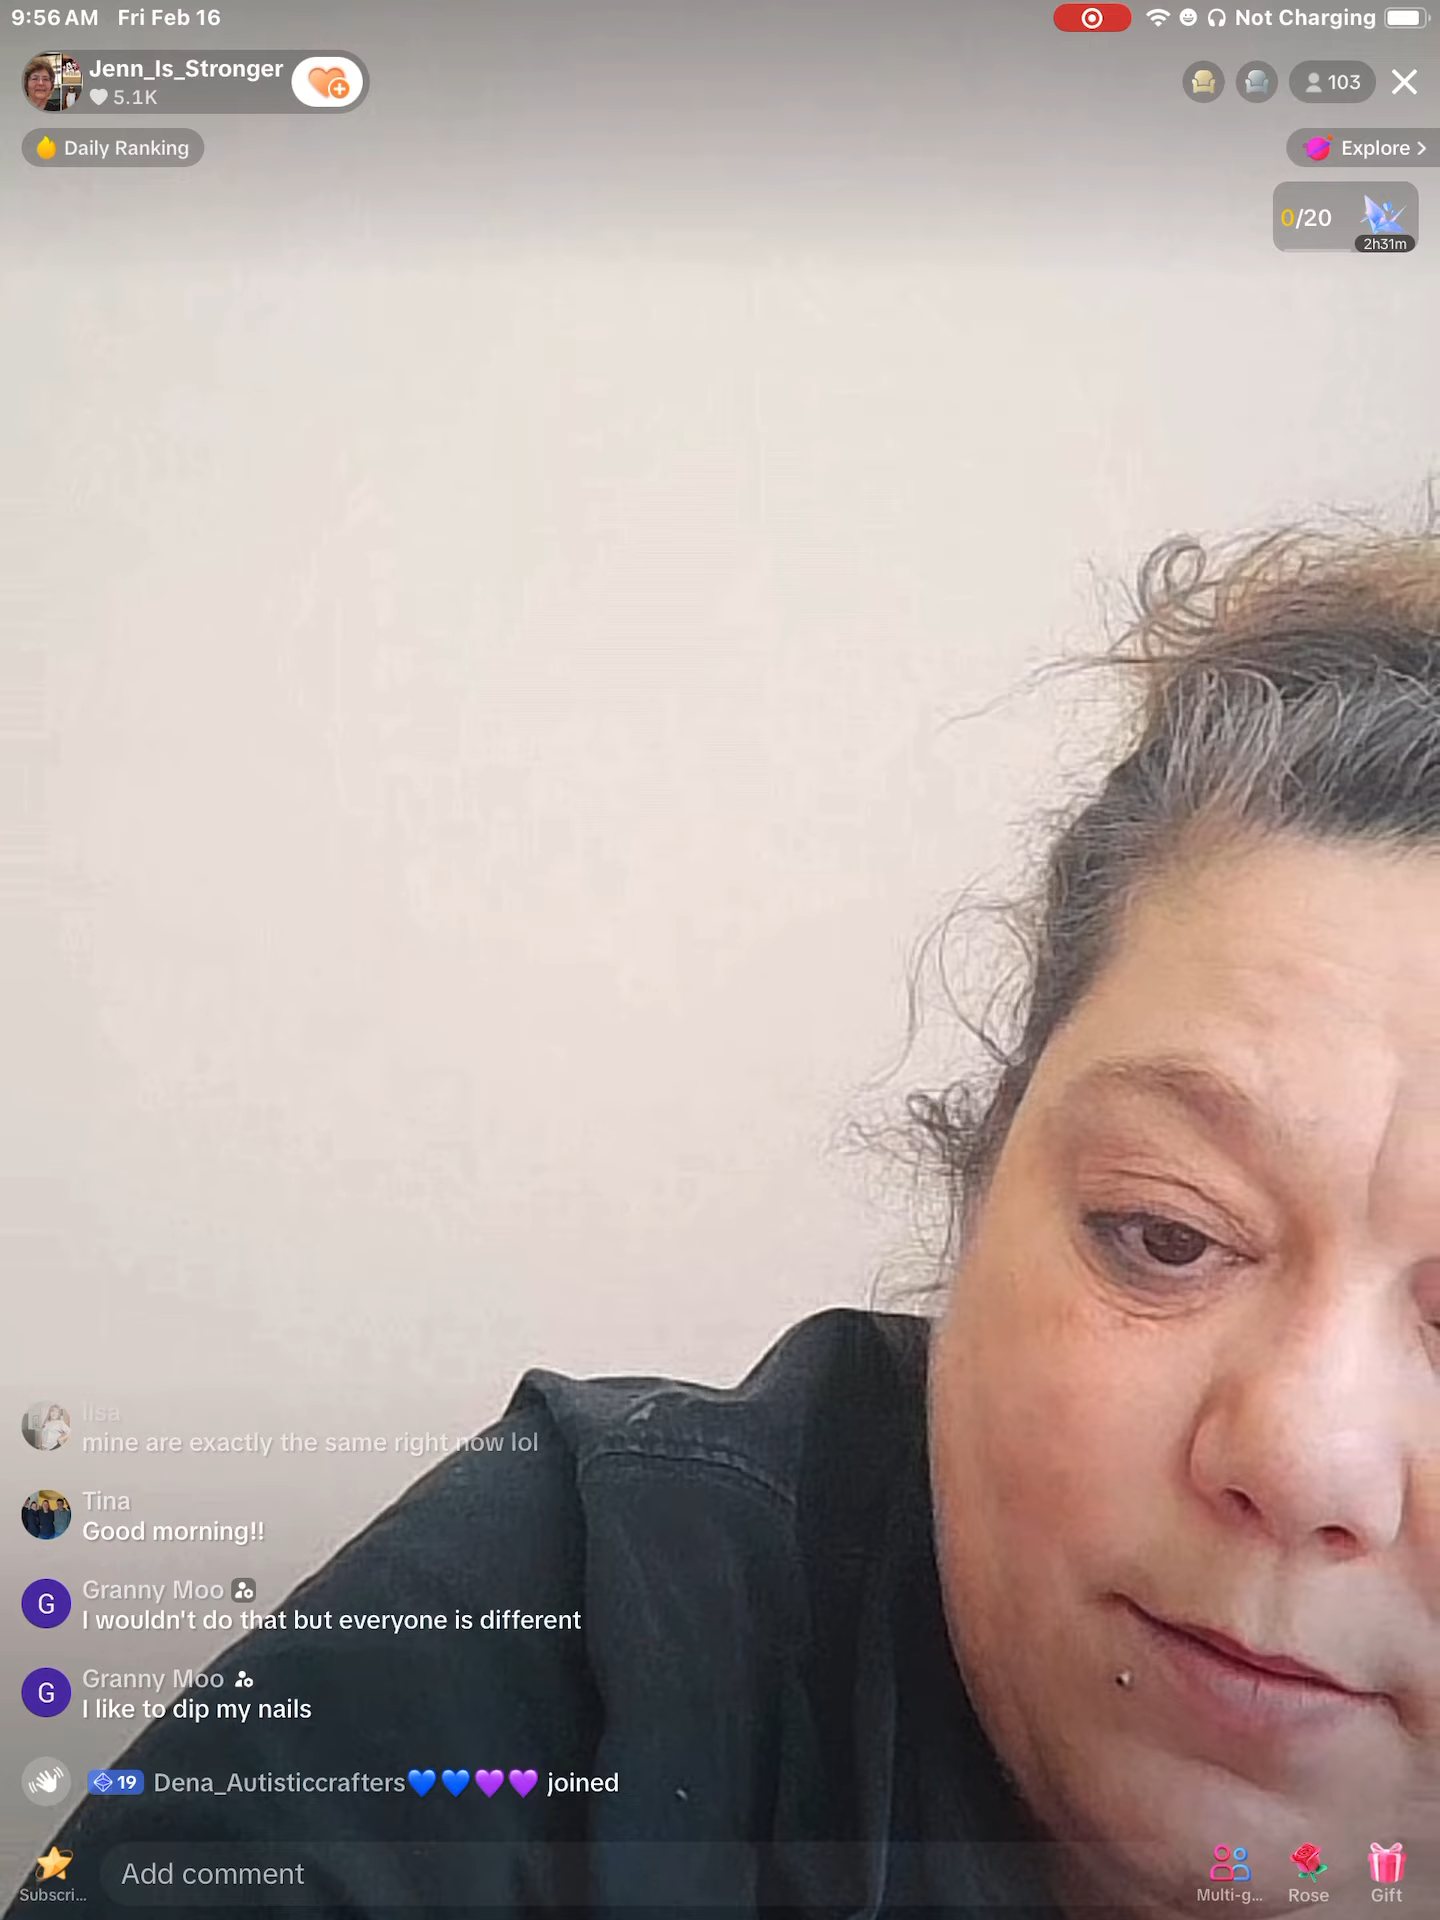 9:56 AM Fri Feb 16
Not Charging
Jenn_Is_Stronger
5.1K
103
Daily Ranking
Explore
0/20
2h31m
lisa
mine are exactly the same right now lol
Tina
Good morning!!
G
Granny Moo
I wouldn't do that but everyone is different
G
Granny Moo
I like to dip my nails
19 Dena_Autisticcrafters💙💙💜💜 joined
Add comment
Subscri...
Multi-g...
Rose
Gift